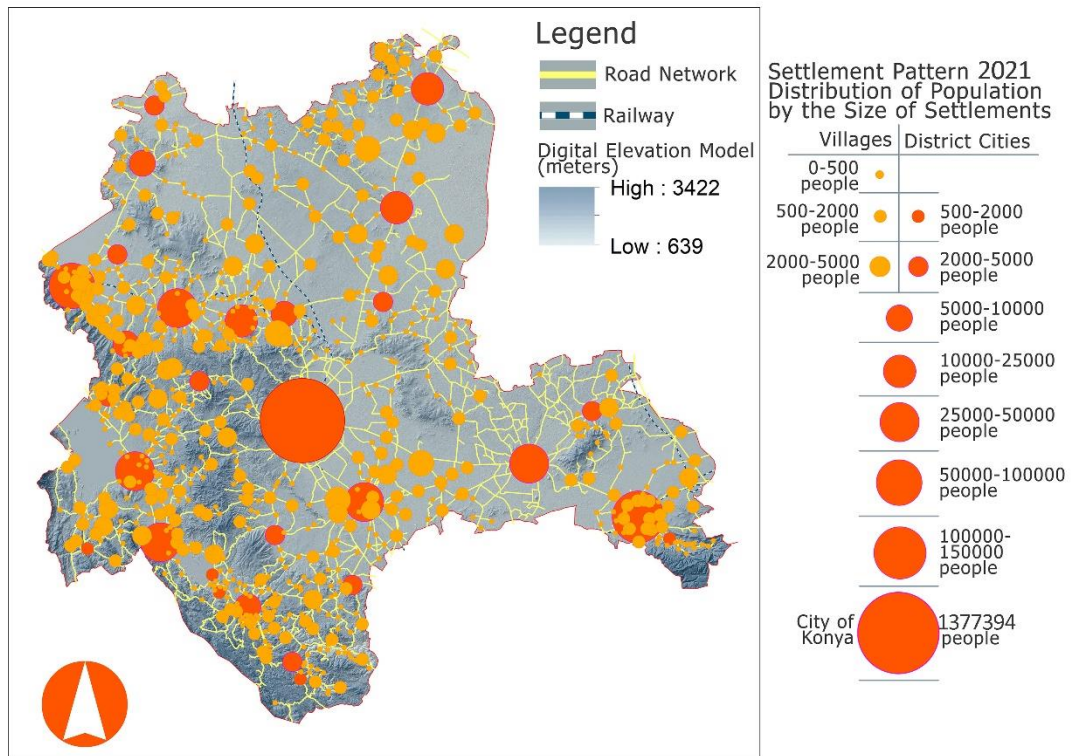 Legend
Road Network
Railway
Digital Elevation Model
(meters)
High : 3422
Low : 639
Settlement Pattern 2021
Distribution of Population
by the Size of Settlements
Villages District Cities
0-500
people
500-2000
people
500-2000
people
2000-5000
people
2000-5000
people
5000-10000
people
10000-25000
people
25000-50000
people
50000-100000
people
100000-
150000
people
City of
Konya
1377394
people